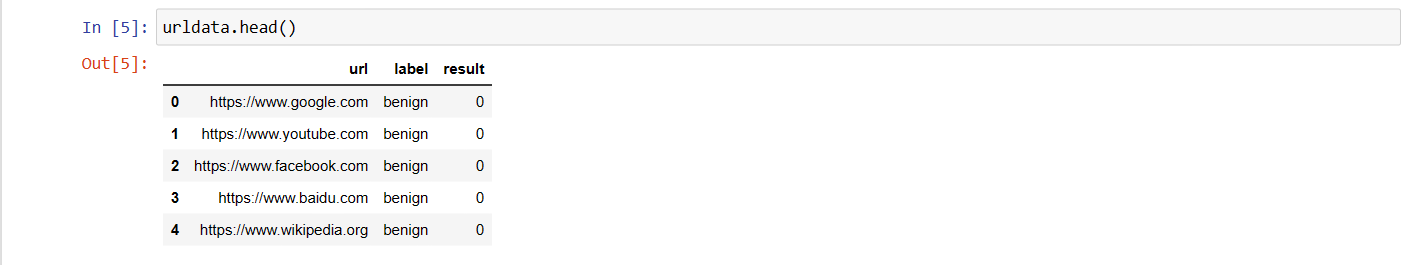 In [5]: urldata.head()
Out[5]:
url label result
0 https://www.google.com benign 0
1 https://www.youtube.com benign 0
2 https://www.facebook.com benign 0
3 https://www.baidu.com benign 0
4 https://www.wikipedia.org benign 0